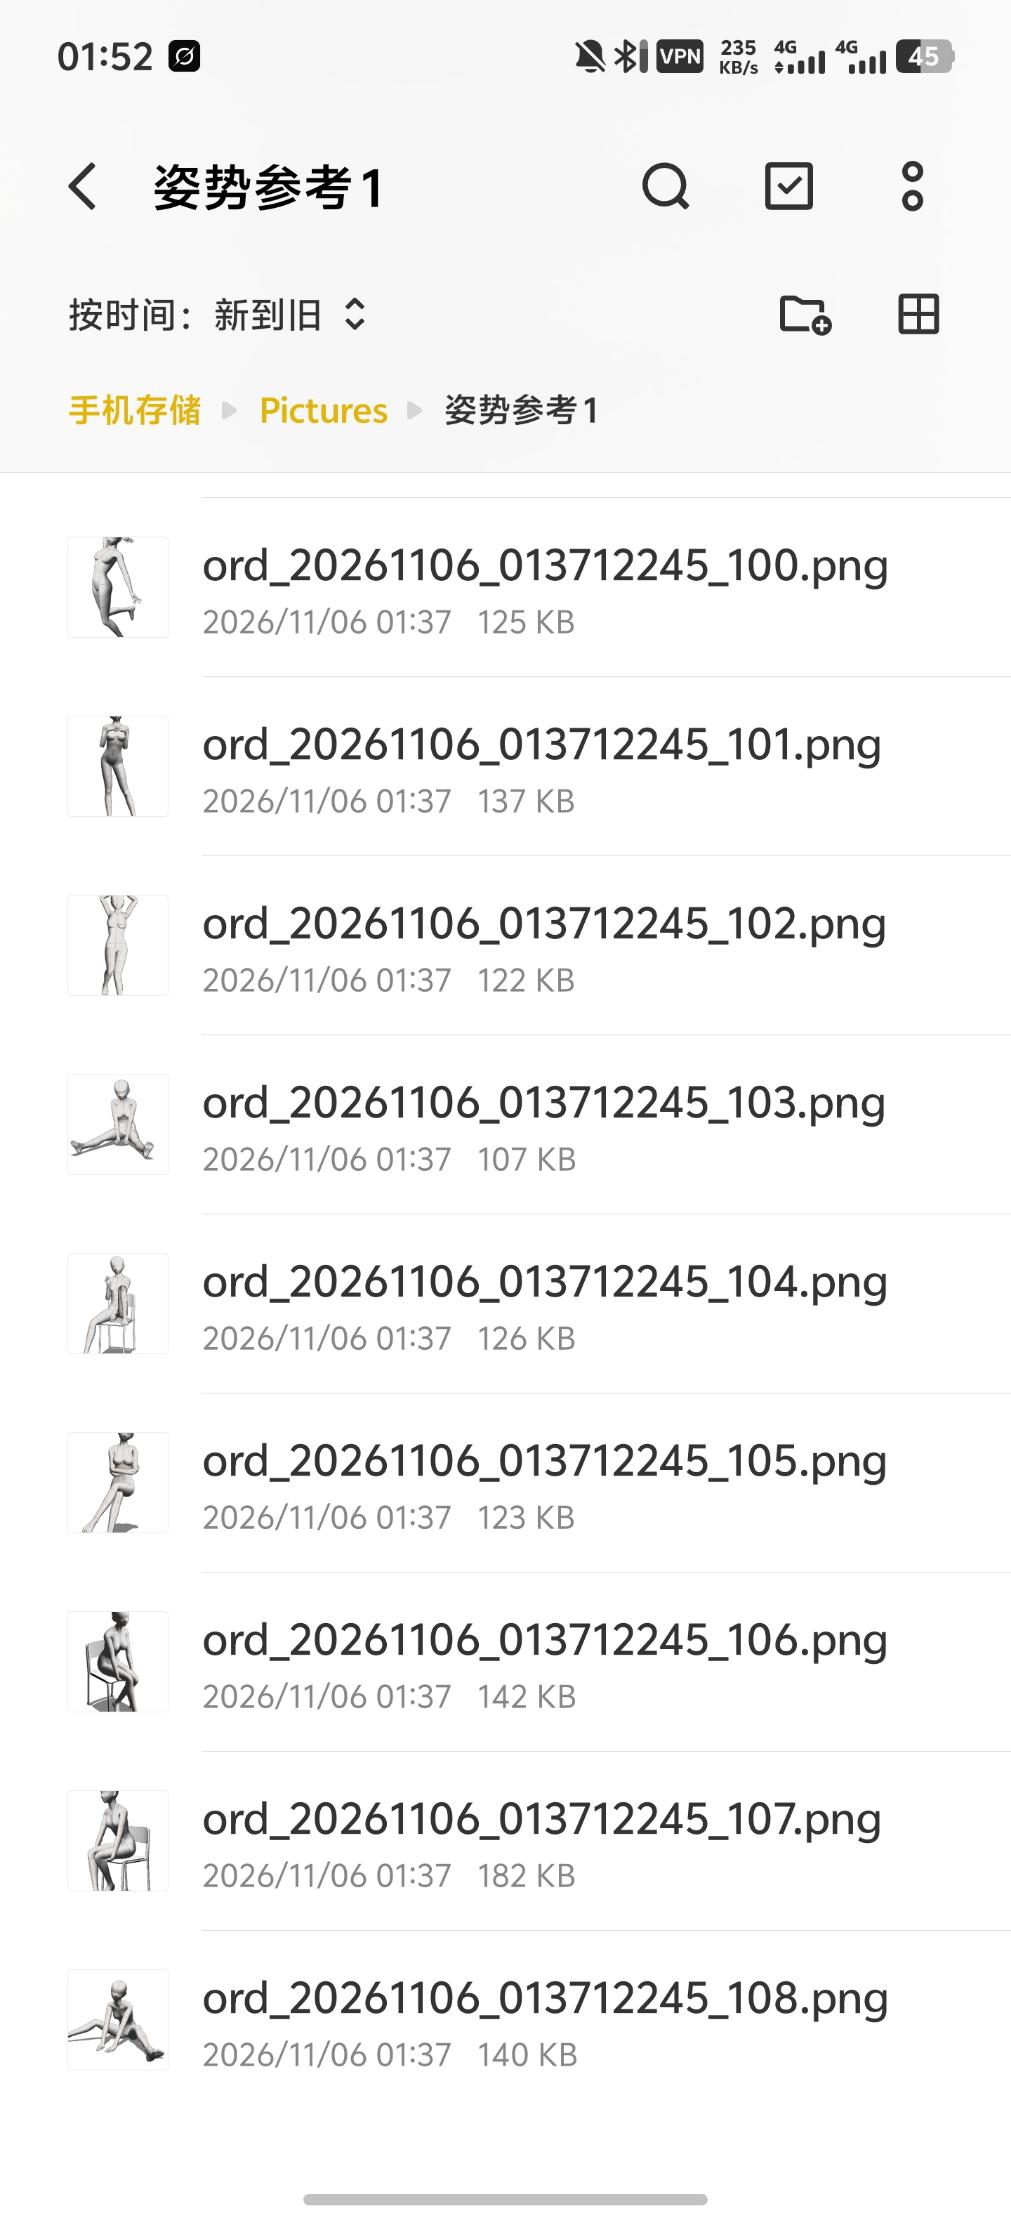 01:52 VPN 235 KB/s 4G 4G 45
姿势参考1
按时间：新到旧
手机存储 Pictures 姿势参考1
ord_20261106_013712245_100.png
2026/11/06 01:37 125 KB
ord_20261106_013712245_101.png
2026/11/06 01:37 137 KB
ord_20261106_013712245_102.png
2026/11/06 01:37 122 KB
ord_20261106_013712245_103.png
2026/11/06 01:37 107 KB
ord_20261106_013712245_104.png
2026/11/06 01:37 126 KB
ord_20261106_013712245_105.png
2026/11/06 01:37 123 KB
ord_20261106_013712245_106.png
2026/11/06 01:37 142 KB
ord_20261106_013712245_107.png
2026/11/06 01:37 182 KB
ord_20261106_013712245_108.png
2026/11/06 01:37 140 KB